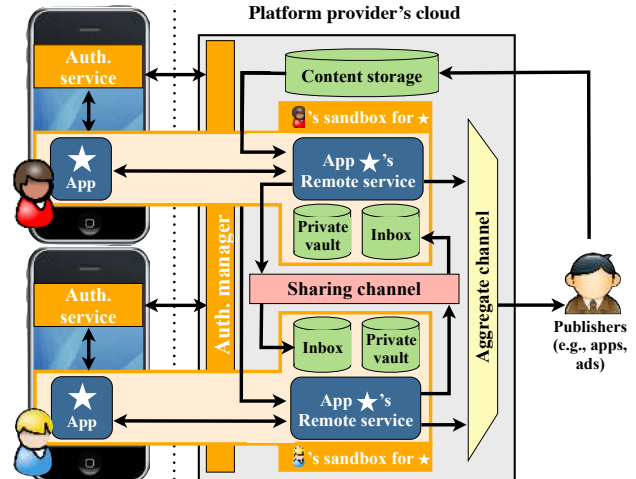 Platform provider's cloud
Auth.
service
Content storage
's sandbox for ★
★
App
App ★'s
Remote service
Private
vault
Inbox
Auth. manager
Sharing channel
Aggregate channel
Publishers
(e.g., apps,
ads)
Auth.
service
Inbox
Private
vault
★
App
App ★'s
Remote service
's sandbox for ★